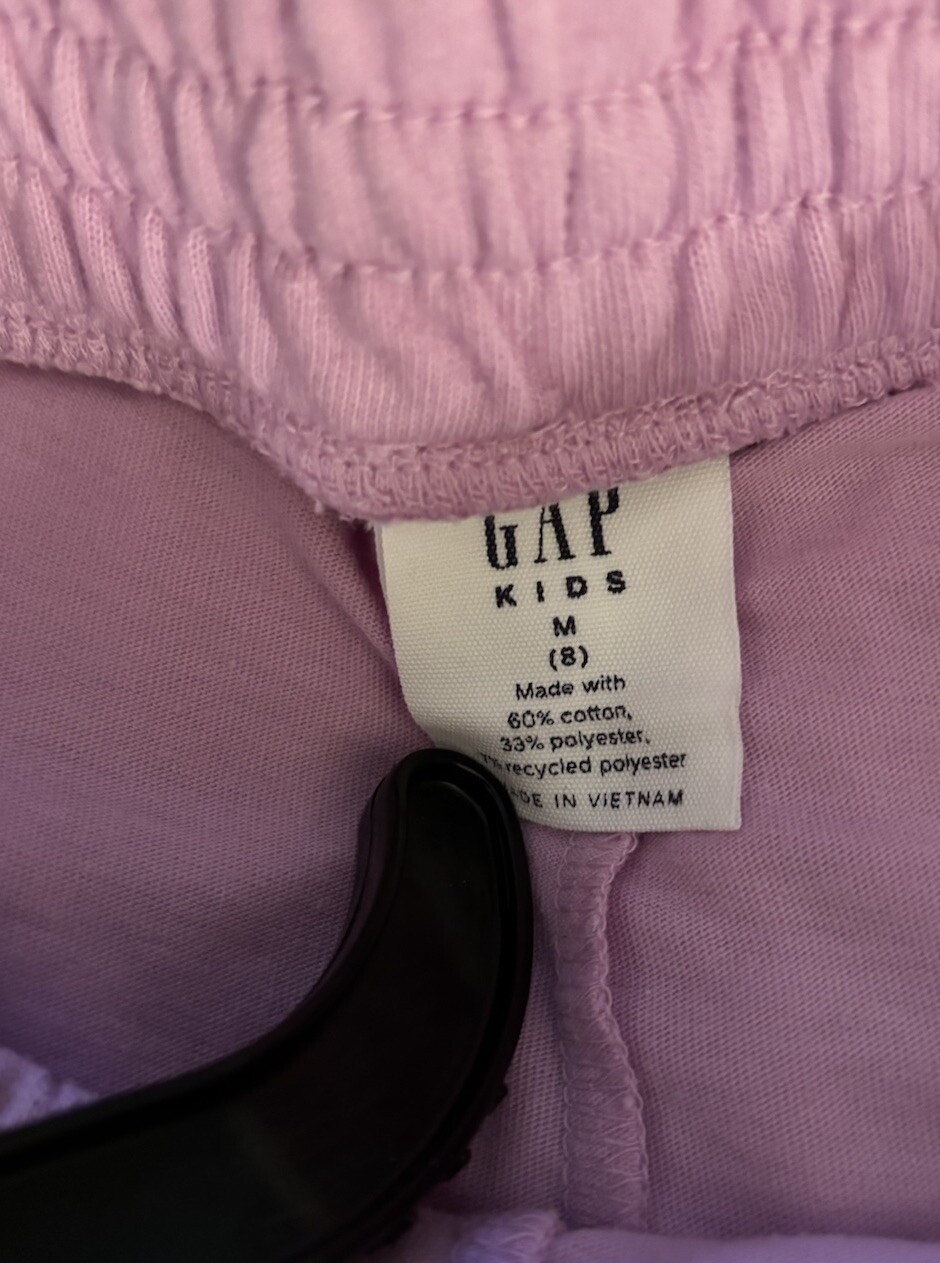 GAP
KIDS
M
(8)
Made with
60% cotton,
33% polyester,
recycled polyester
IN VIETNAM